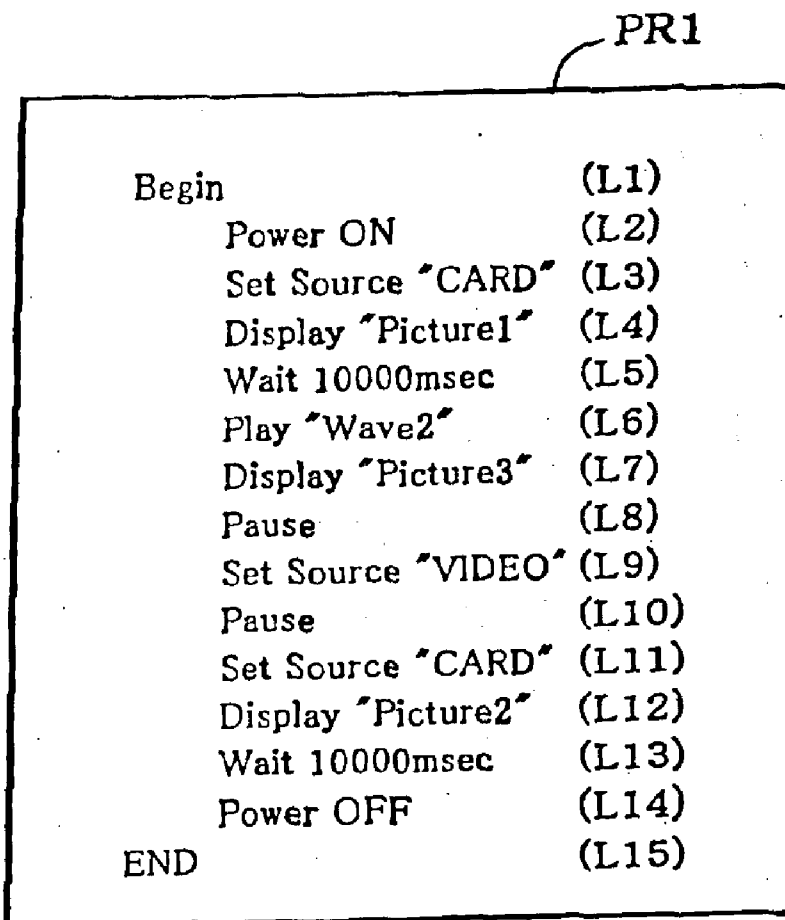 PR1
Begin (L1)
Power ON (L2)
Set Source "CARD" (L3)
Display "Picture1" (L4)
Wait 10000msec (L5)
Play "Wave2" (L6)
Display "Picture3" (L7)
Pause (L8)
Set Source "VIDEO" (L9)
Pause (L10)
Set Source "CARD" (L11)
Display "Picture2" (L12)
Wait 10000msec (L13)
Power OFF (L14)
END (L15)